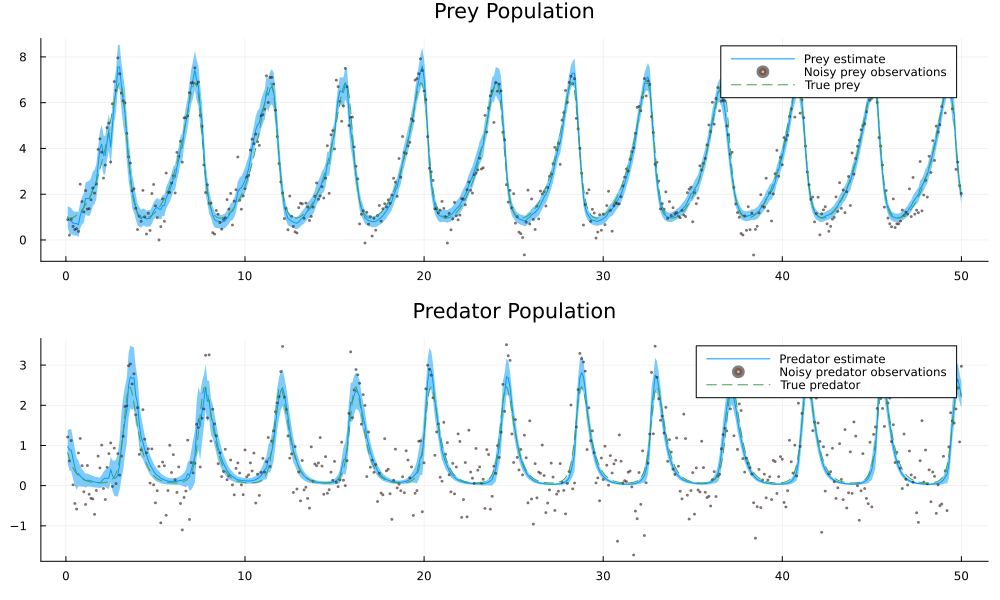 Prey Population
8
6
4
2
0
Prey estimate
Noisy prey observations
True prey
0 10 20 30 40 50
Predator Population
3
2
1
0
−1
Predator estimate
Noisy predator observations
True predator
0 10 20 30 40 50